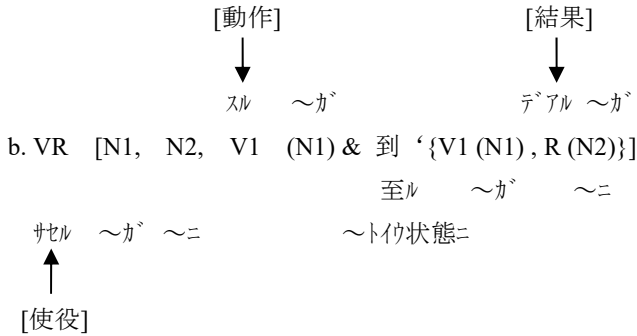 [動作] [結果]
スル ～ガ デアル ～ガ
b. VR [N1, N2, V1 (N1) & 到 ‘{V1 (N1) , R (N2)}]
至ル ～ガ ～ニ
サセル ～ガ ～ニ ～トイウ状態ニ
[使役]